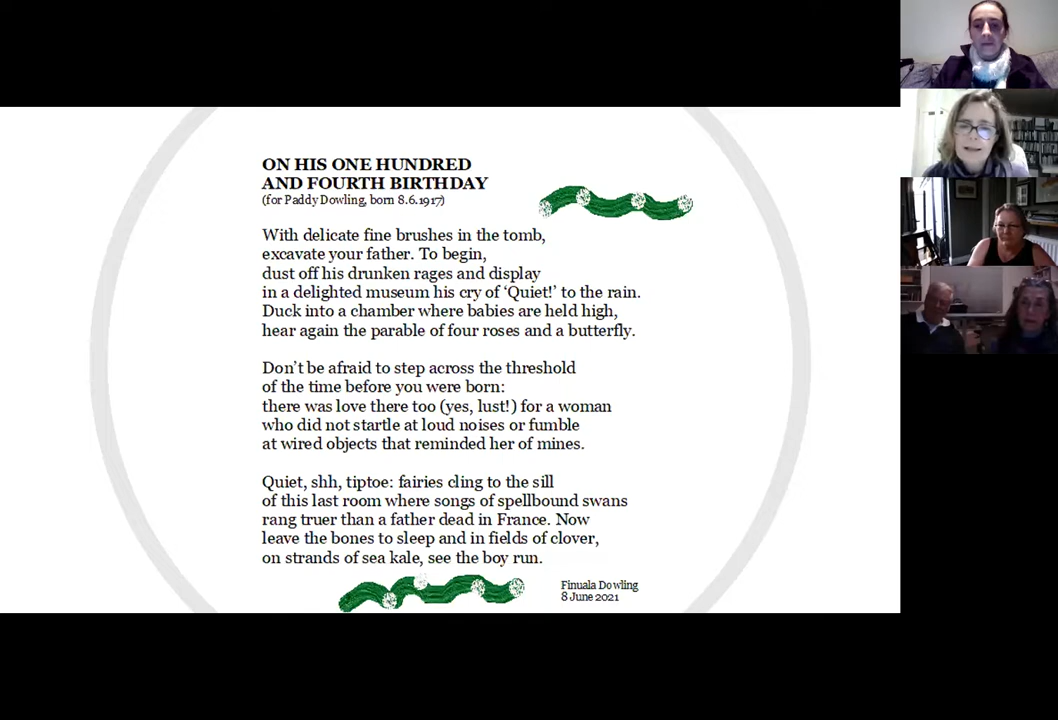 ON HIS ONE HUNDRED
AND FOURTH BIRTHDAY
(for Paddy Dowling, born 8.6.1917)
With delicate fine brushes in the tomb,
excavate your father. To begin,
dust off his drunken rages and display
in a delighted museum his cry of ‘Quiet!’ to the rain.
Duck into a chamber where babies are held high,
hear again the parable of four roses and a butterfly.
Don’t be afraid to step across the threshold
of the time before you were born:
there was love there too (yes, lust!) for a woman
who did not startle at loud noises or fumble
at wired objects that reminded her of mines.
Quiet, shh, tiptoe: fairies cling to the sill
of this last room where songs of spellbound swans
rang truer than a father dead in France. Now
leave the bones to sleep and in fields of clover,
on strands of sea kale, see the boy run.
Finuala Dowling
8 June 2021